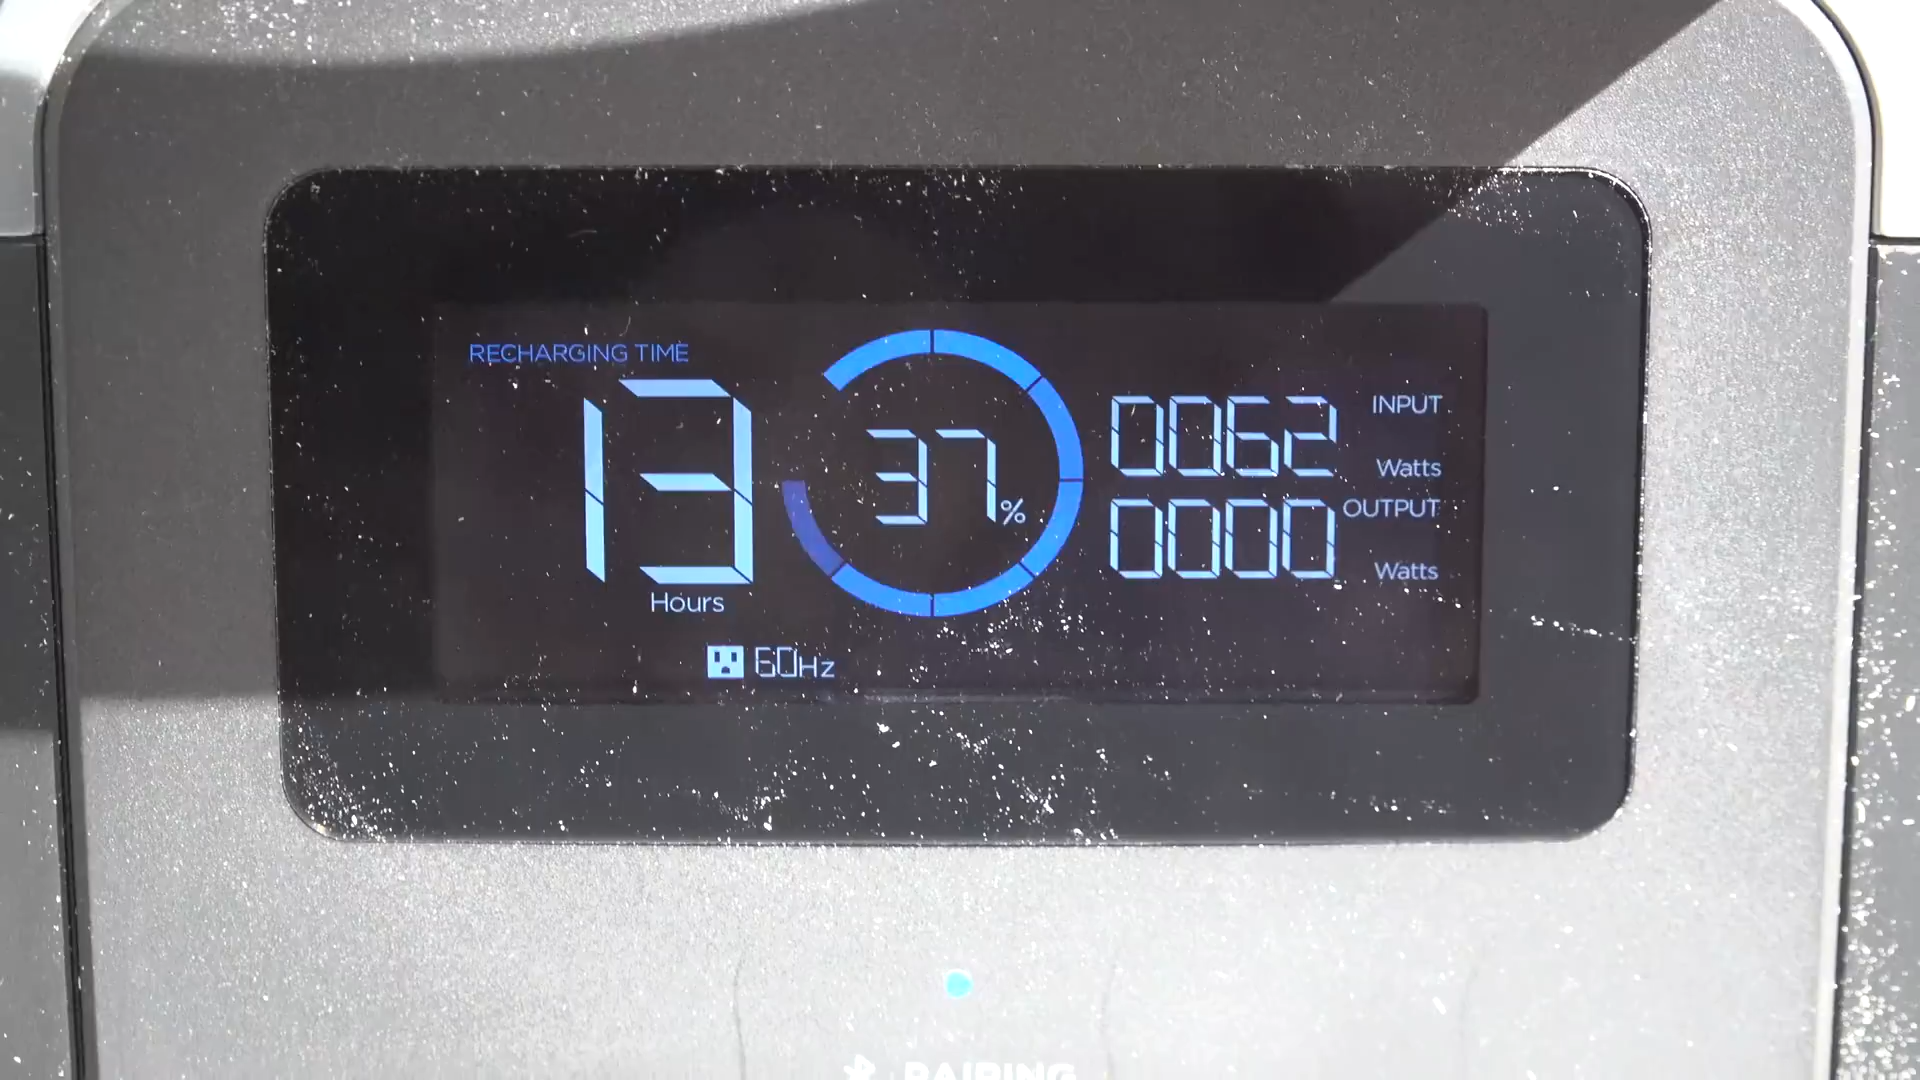 RECHARGING TIME
13
Hours
37%
0062 INPUT
Watts
0000 OUTPUT
Watts
60Hz
PAIRING